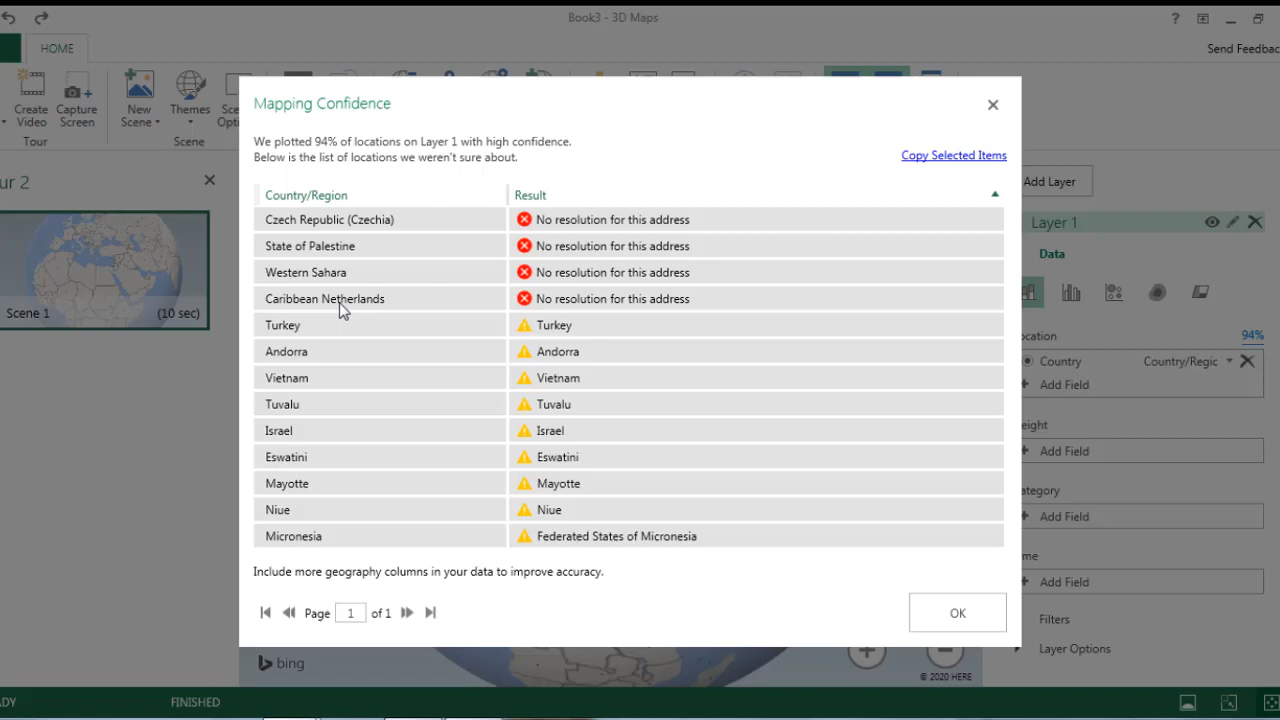 Book3 - 3D Maps
?
HOME
Send Feedbac
Create
Video
Capture
Screen
New
Scene
Themes
Sce
Opti
Tour
Scene
ur 2
Scene 1
(10 sec)
Mapping Confidence
We plotted 94% of locations on Layer 1 with high confidence.
Below is the list of locations we weren't sure about.
Copy Selected Items
Country/Region Result
Czech Republic (Czechia) No resolution for this address
State of Palestine No resolution for this address
Western Sahara No resolution for this address
Caribbean Netherlands No resolution for this address
Turkey Turkey
Andorra Andorra
Vietnam Vietnam
Tuvalu Tuvalu
Israel Israel
Eswatini Eswatini
Mayotte Mayotte
Niue Niue
Micronesia Federated States of Micronesia
Include more geography columns in your data to improve accuracy.
Page 1 of 1
OK
Add Layer
Layer 1
Data
ocation 94%
Country Country/Regic
Add Field
eight
Add Field
ategory
Add Field
me
Add Field
Filters
Layer Options
bing
© 2020 HERE
ADY FINISHED